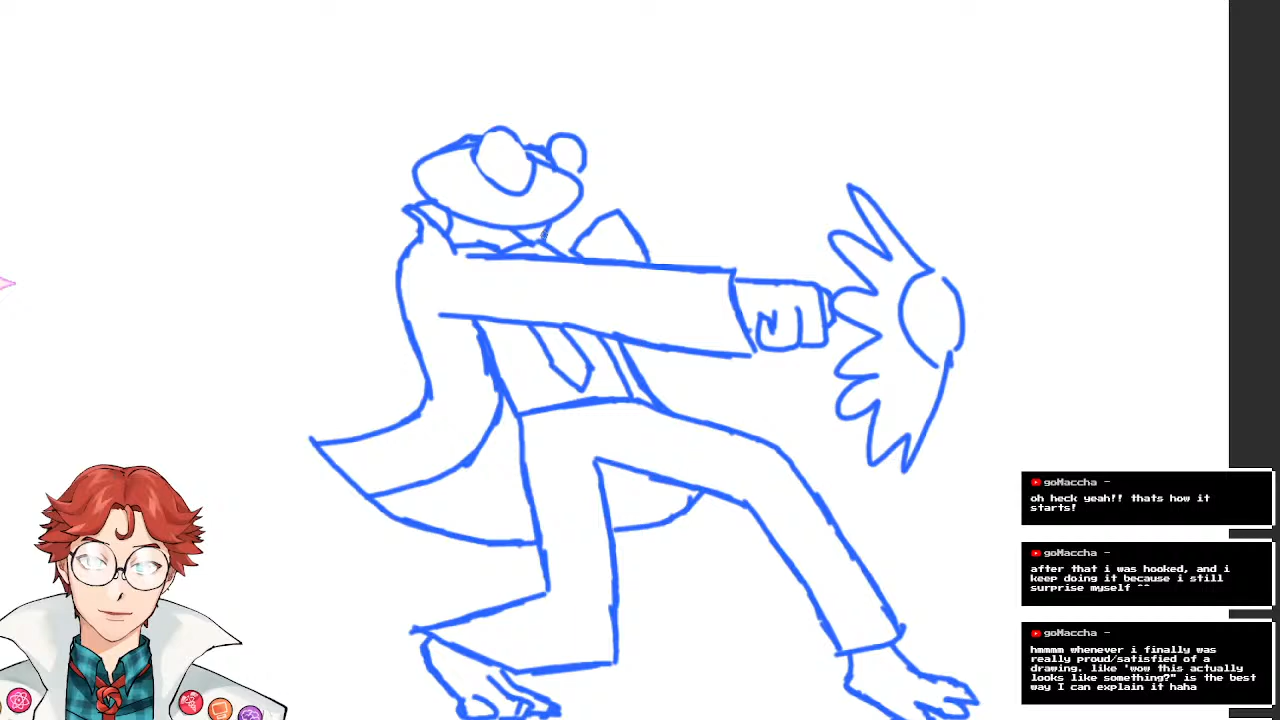 goMaccha -
oh heck yeah!! thats how it
starts!
goMaccha -
after that i was hooked, and i
keep doing it because i still
surprise myself ^^
goMaccha -
hmmmm whenever i finally was
really proud/satisfied of a
drawing. like 'wow this actually
looks like something?" is the best
way I can explain it haha